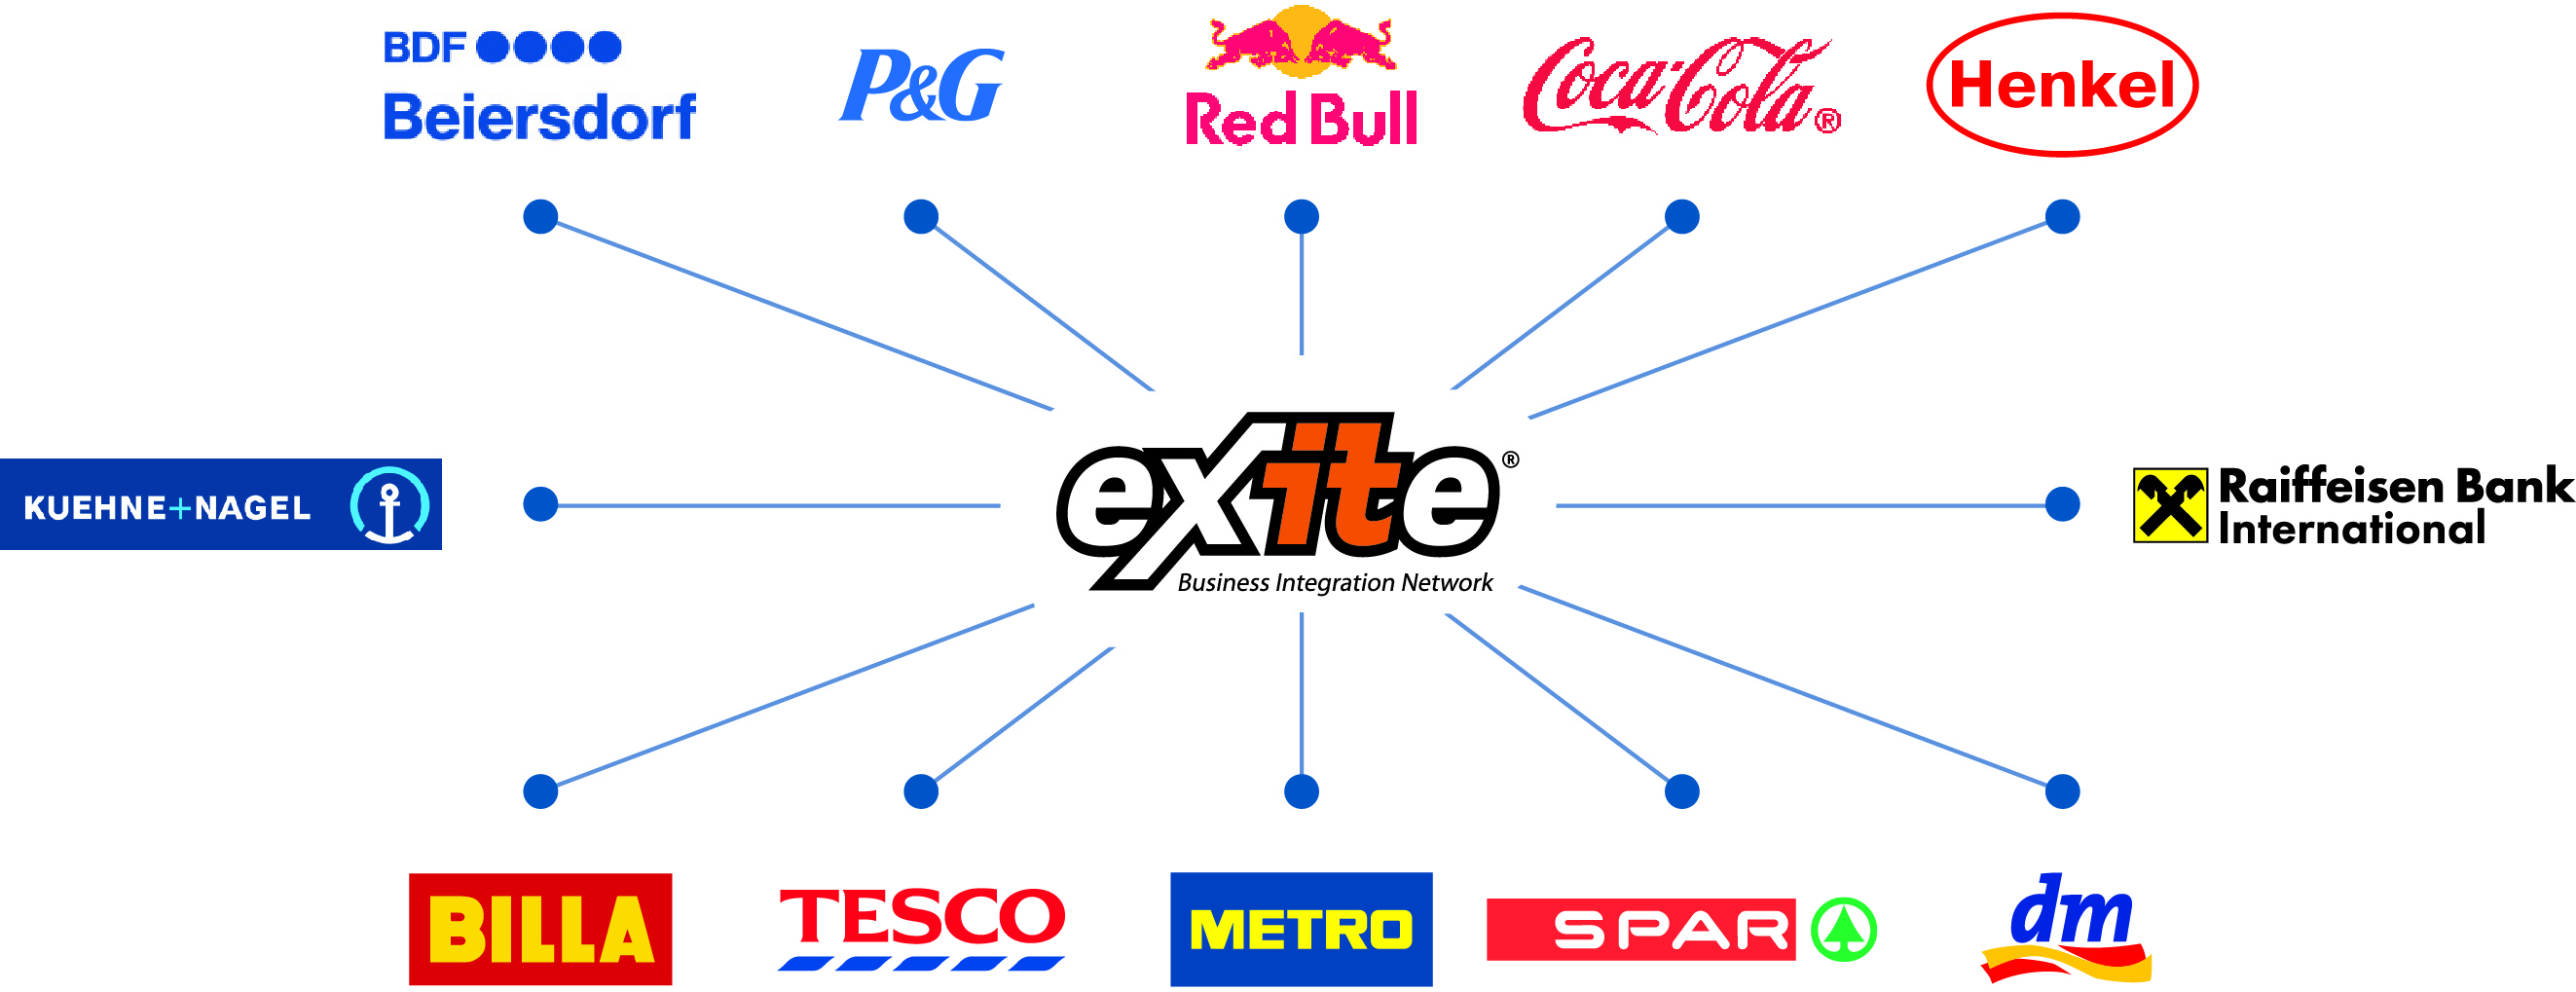 BDF
Beiersdorf
P&G
Red Bull
Coca-Cola®
Henkel
KUEHNE+NAGEL
exite®
Business Integration Network
Raiffeisen Bank
International
BILLA
TESCO
METRO
SPAR
dm